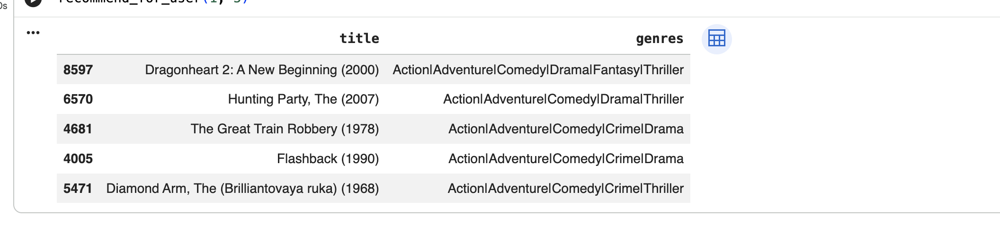 0s
recommend_for_user(1, 5)
title genres
8597 Dragonheart 2: A New Beginning (2000) Action|Adventure|Comedy|Drama|Fantasy|Thriller
6570 Hunting Party, The (2007) Action|Adventure|Comedy|Drama|Thriller
4681 The Great Train Robbery (1978) Action|Adventure|Comedy|Crime|Drama
4005 Flashback (1990) Action|Adventure|Comedy|Crime|Drama
5471 Diamond Arm, The (Brilliantovaya ruka) (1968) Action|Adventure|Comedy|Crime|Thriller